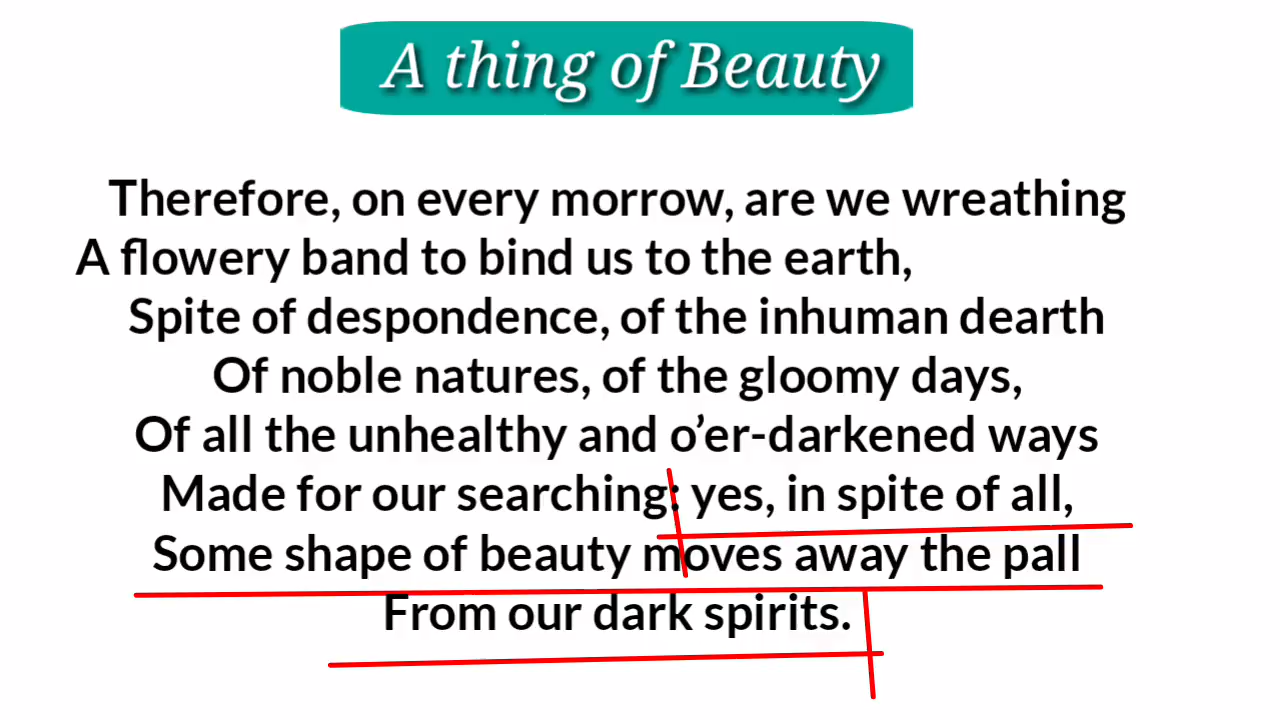 A thing of Beauty
Therefore, on every morrow, are we wreathing
A flowery band to bind us to the earth,
Spite of despondence, of the inhuman dearth
Of noble natures, of the gloomy days,
Of all the unhealthy and o’er-darkened ways
Made for our searching: yes, in spite of all,
Some shape of beauty moves away the pall
From our dark spirits.